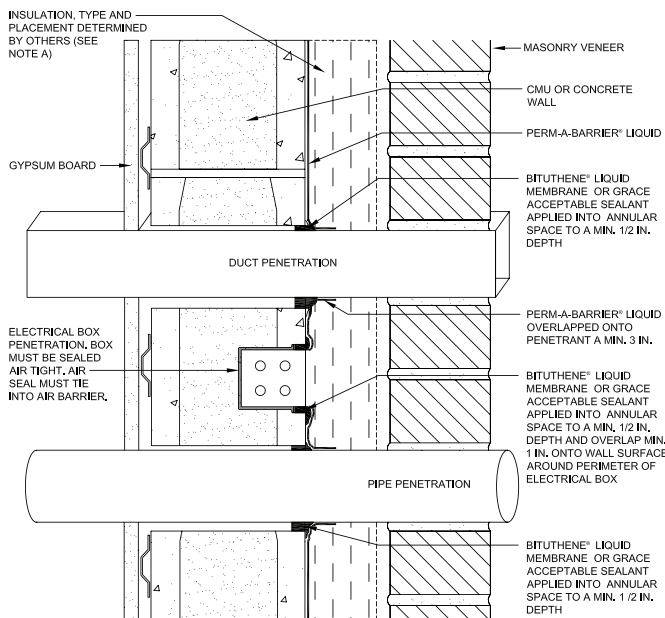 INSULATION, TYPE AND
PLACEMENT DETERMINED
BY OTHERS (SEE
NOTE A)
MASONRY VENEER
CMU OR CONCRETE
WALL
PERM-A-BARRIER® LIQUID
GYPSUM BOARD
BITUTHENE® LIQUID
MEMBRANE OR GRACE
ACCEPTABLE SEALANT
APPLIED INTO ANNULAR
SPACE TO A MIN. 1/2 IN.
DEPTH
DUCT PENETRATION
PERM-A-BARRIER® LIQUID
OVERLAPPED ONTO
PENETRANT A MIN. 3 IN.
ELECTRICAL BOX
PENETRATION. BOX
MUST BE SEALED
AIR TIGHT. AIR
SEAL MUST TIE
INTO AIR BARRIER.
BITUTHENE® LIQUID
MEMBRANE OR GRACE
ACCEPTABLE SEALANT
APPLIED INTO ANNULAR
SPACE TO A MIN. 1/2 IN.
DEPTH AND OVERLAP MIN.
1 IN. ONTO WALL SURFACE
AROUND PERIMETER OF
ELECTRICAL BOX
PIPE PENETRATION
BITUTHENE® LIQUID
MEMBRANE OR GRACE
ACCEPTABLE SEALANT
APPLIED INTO ANNULAR
SPACE TO A MIN. 1 /2 IN.
DEPTH